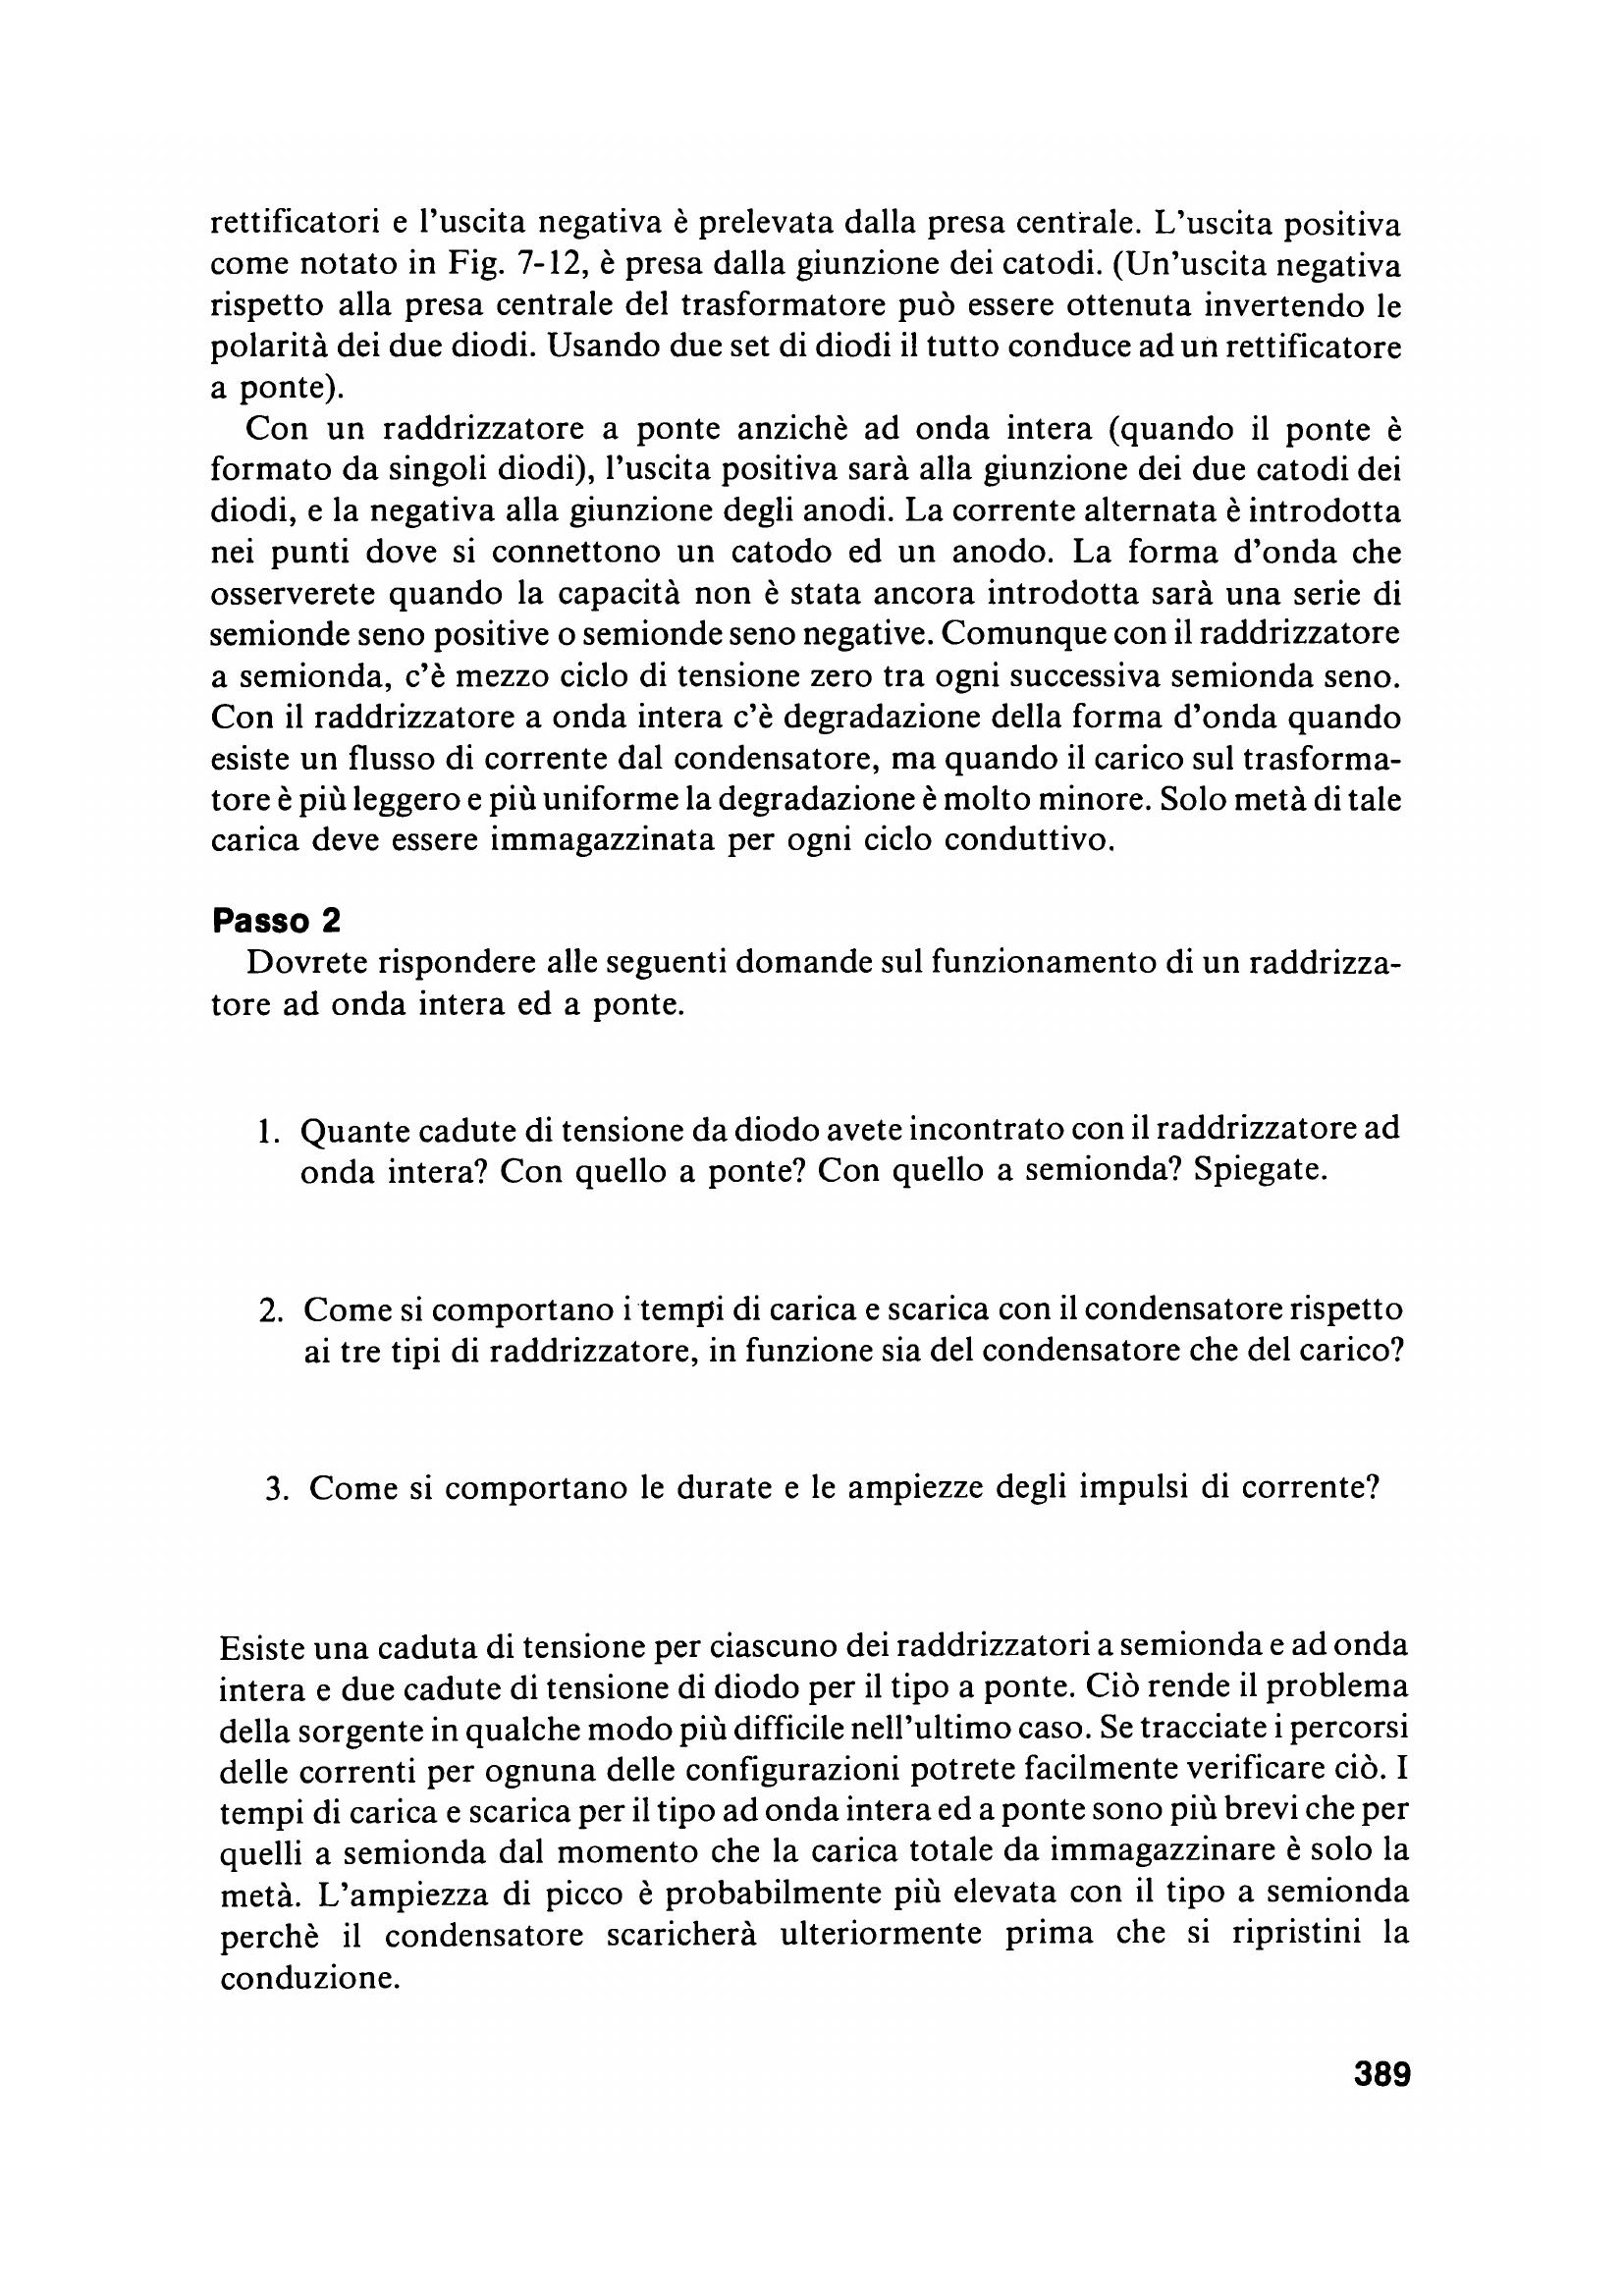 rettificatori e l'uscita negativa è prelevata dalla presa centrale. L'uscita positiva
come notato in Fig. 7-12, è presa dalla giunzione dei catodi. (Un'uscita negativa
rispetto alla presa centrale del trasformatore può essere ottenuta invertendo le
polarità dei due diodi. Usando due set di diodi il tutto conduce ad un rettificatore
a ponte).
Con un raddrizzatore a ponte anzichè ad onda intera (quando il ponte è
formato da singoli diodi), l'uscita positiva sarà alla giunzione dei due catodi dei
diodi, e la negativa alla giunzione degli anodi. La corrente alternata è introdotta
nei punti dove si connettono un catodo ed un anodo. La forma d'onda che
osserverete quando la capacità non è stata ancora introdotta sarà una serie di
semionde seno positive o semionde seno negative. Comunque con il raddrizzatore
a semionda, c'è mezzo ciclo di tensione zero tra ogni successiva semionda seno.
Con il raddrizzatore a onda intera c'è degradazione della forma d'onda quando
esiste un flusso di corrente dal condensatore, ma quando il carico sul trasforma-
tore è più leggero e più uniforme la degradazione è molto minore. Solo metà di tale
carica deve essere immagazzinata per ogni ciclo conduttivo.
Passo 2
Dovrete rispondere alle seguenti domande sul funzionamento di un raddrizza-
tore ad onda intera ed a ponte.
1. Quante cadute di tensione da diodo avete incontrato con il raddrizzatore ad
onda intera? Con quello a ponte? Con quello a semionda? Spiegate.
2. Come si comportano i tempi di carica e scarica con il condensatore rispetto
ai tre tipi di raddrizzatore, in funzione sia del condensatore che del carico?
3. Come si comportano le durate e le ampiezze degli impulsi di corrente?
Esiste una caduta di tensione per ciascuno dei raddrizzatori a semionda e ad onda
intera e due cadute di tensione di diodo per il tipo a ponte. Ciò rende il problema
della sorgente in qualche modo più difficile nell'ultimo caso. Se tracciate i percorsi
delle correnti per ognuna delle configurazioni potrete facilmente verificare ciò. I
tempi di carica e scarica per il tipo ad onda intera ed a ponte sono più brevi che per
quelli a semionda dal momento che la carica totale da immagazzinare è solo la
metà. L'ampiezza di picco è probabilmente più elevata con il tipo a semionda
perchè il condensatore scaricherà ulteriormente prima che si ripristini la
conduzione.
389